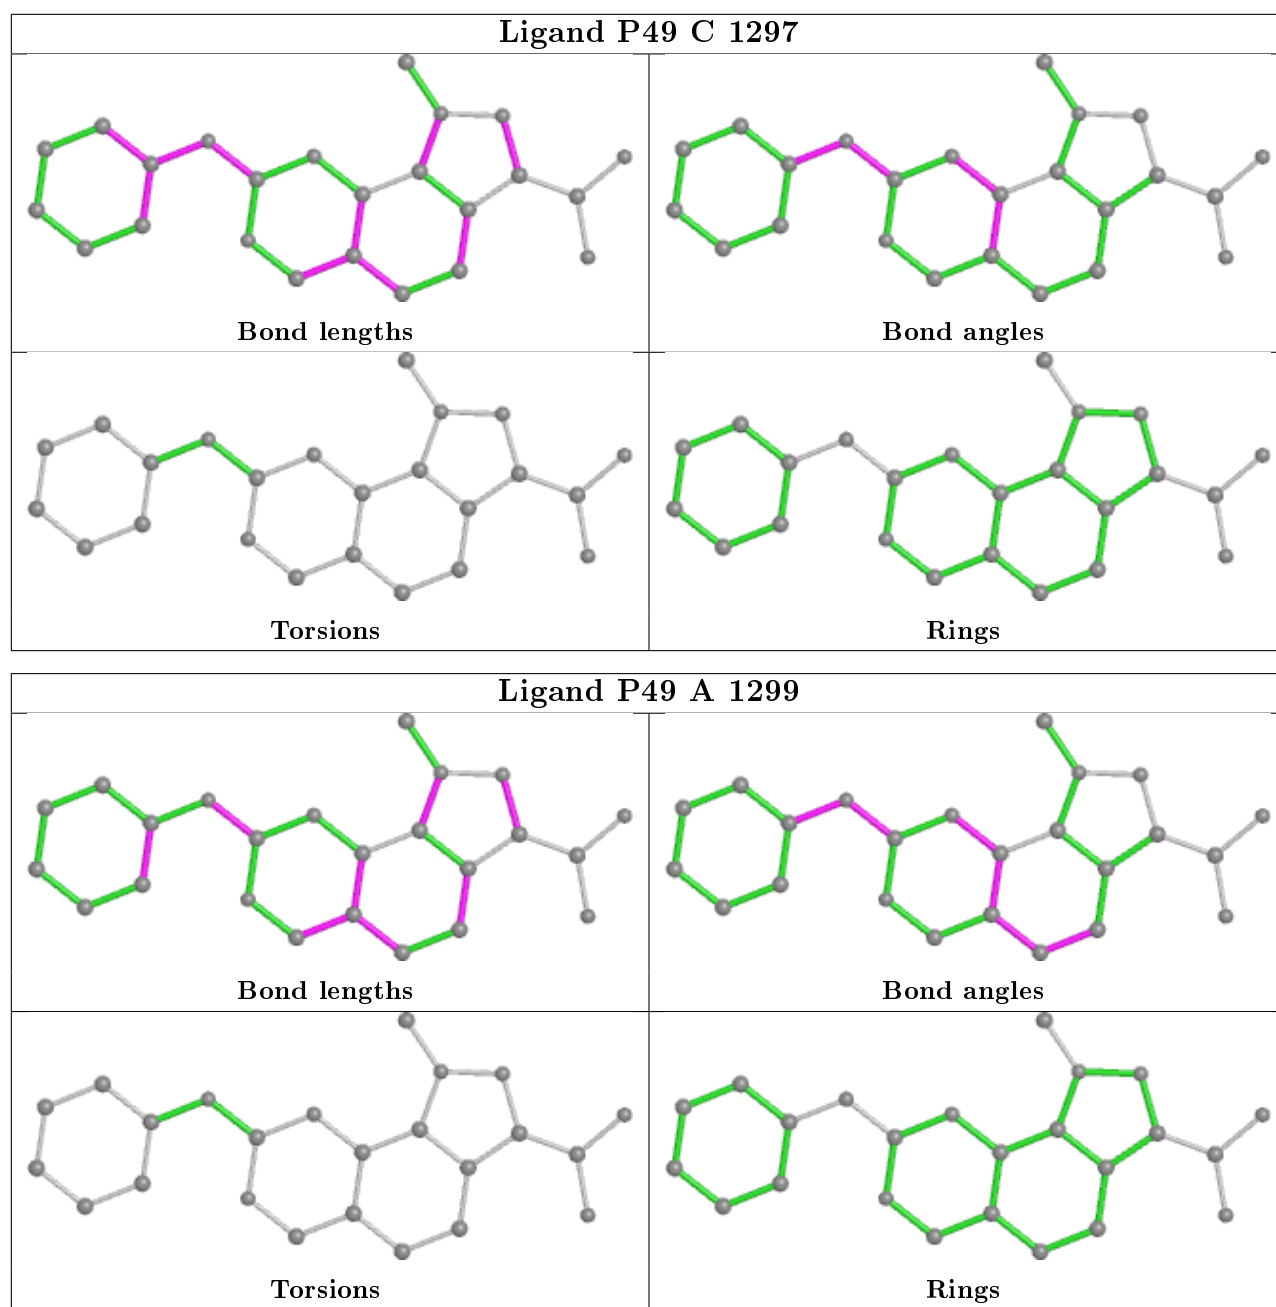 Ligand P49 C 1297
Bond lengths
Bond angles
Torsions
Rings
Ligand P49 A 1299
Bond lengths
Bond angles
Torsions
Rings